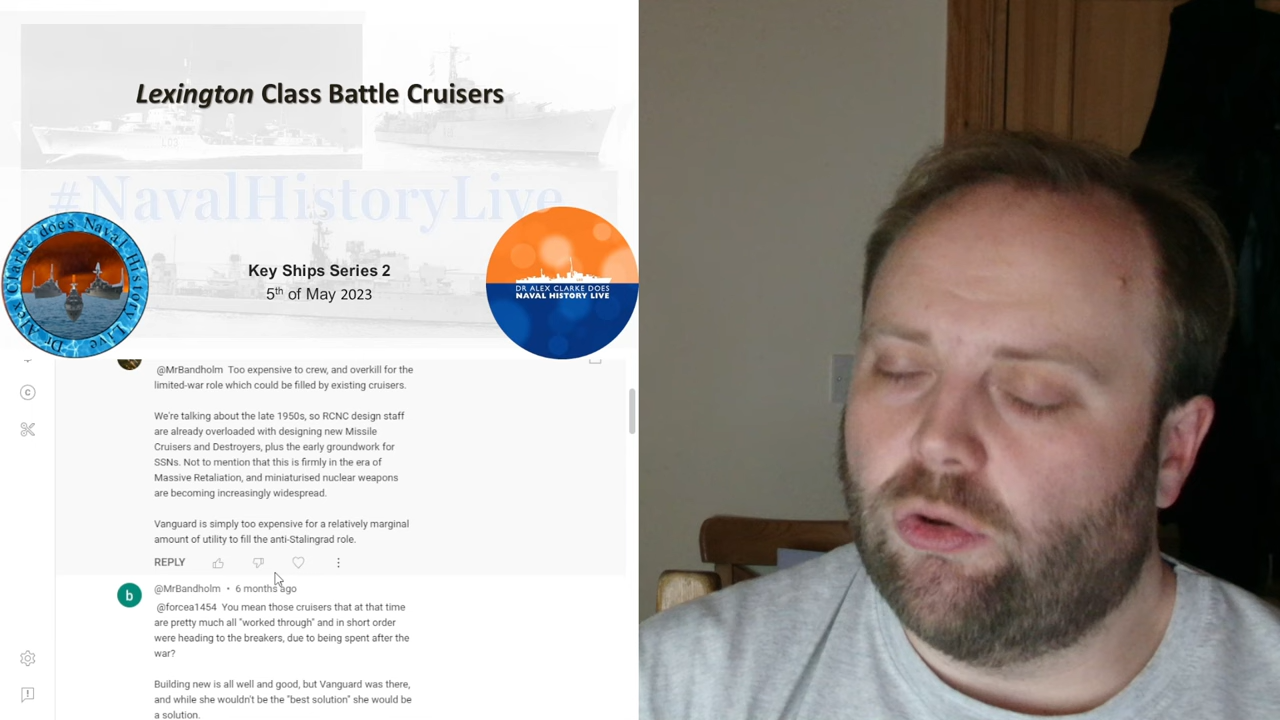 Lexington Class Battle Cruisers
#NavalHistoryLive
Dr Alex Clarke does Naval History Live
Key Ships Series 2
5th of May 2023
DR ALEX CLARKE DOES
NAVAL HISTORY LIVE
@MrBandholm Too expensive to crew, and overkill for the
limited-war role which could be filled by existing cruisers.
We're talking about the late 1950s, so RCNC design staff
are already overloaded with designing new Missile
Cruisers and Destroyers, plus the early groundwork for
SSNs. Not to mention that this is firmly in the era of
Massive Retaliation, and miniaturised nuclear weapons
are becoming increasingly widespread.
Vanguard is simply too expensive for a relatively marginal
amount of utility to fill the anti-Stalingrad role.
REPLY
b
@MrBandholm • 6 months ago
@forcea1454 You mean those cruisers that at that time
are pretty much all "worked through" and in short order
were heading to the breakers, due to being spent after the
war?
Building new is all well and good, but Vanguard was there,
and while she wouldn't be the "best solution" she would be
a solution.